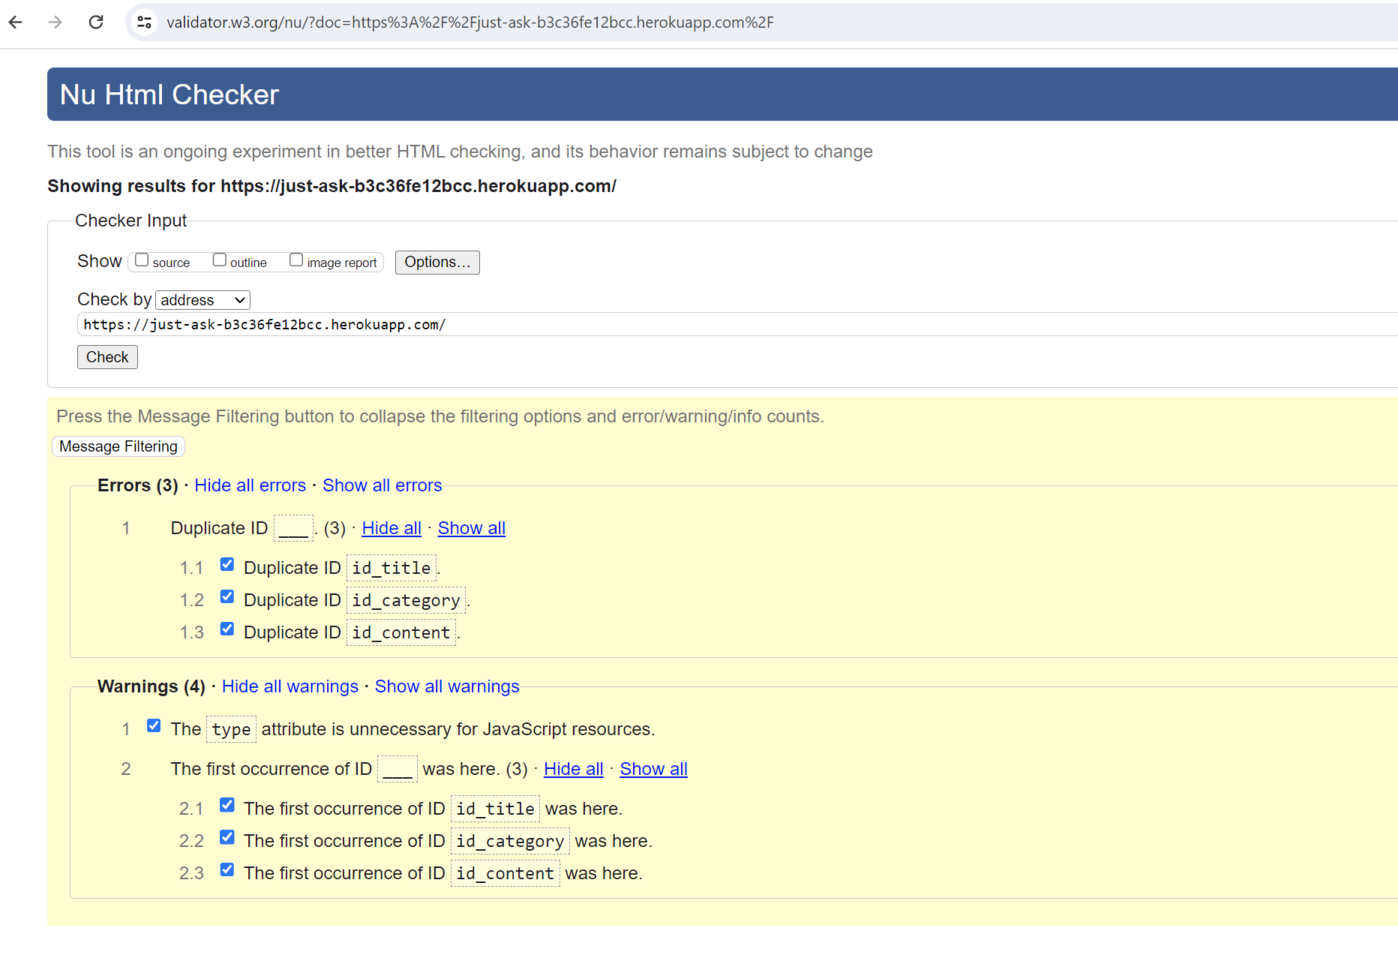 validator.w3.org/nu/?doc=https%3A%2F%2Fjust-ask-b3c36fe12bcc.herokuapp.com%2F
Nu Html Checker
This tool is an ongoing experiment in better HTML checking, and its behavior remains subject to change
Showing results for https://just-ask-b3c36fe12bcc.herokuapp.com/
Checker Input
Show source outline image report Options...
Check by address
https://just-ask-b3c36fe12bcc.herokuapp.com/
Check
Press the Message Filtering button to collapse the filtering options and error/warning/info counts.
Message Filtering
Errors (3) · Hide all errors · Show all errors
1 Duplicate ID ___. (3) · Hide all · Show all
1.1 Duplicate ID id_title.
1.2 Duplicate ID id_category.
1.3 Duplicate ID id_content.
Warnings (4) · Hide all warnings · Show all warnings
1 The type attribute is unnecessary for JavaScript resources.
2 The first occurrence of ID ___ was here. (3) · Hide all · Show all
2.1 The first occurrence of ID id_title was here.
2.2 The first occurrence of ID id_category was here.
2.3 The first occurrence of ID id_content was here.